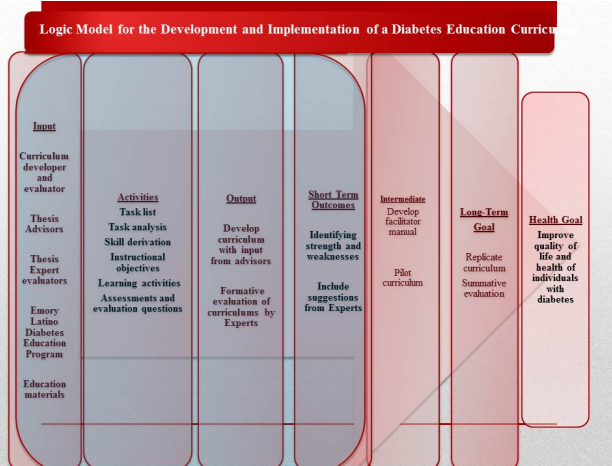 Logic Model for the Development and Implementation of a Diabetes Education Curricu
Input
Curriculum
developer
and
evaluator
Thesis
Advisors
Thesis
Expert
evaluators
Emory
Latino
Diabetes
Education
Program
Education
materials
Activities
Task list
Task analysis
Skill derivation
Instructional
objectives
Learning activities
Assessments and
evaluation questions
Output
Develop
curriculum
with input
from advisors
Formative
evaluation of
curriculums by
Experts
Short Term
Outcomes
Identifying
strength and
weaknesses
Include
suggestions
from Experts
Intermediate
Develop
facilitator
manual
Pilot
curriculum
Long-Term
Goal
Replicate
curriculum
Summative
evaluation
Health Goal
Improve
quality of
life and
health of
individuals
with
diabetes